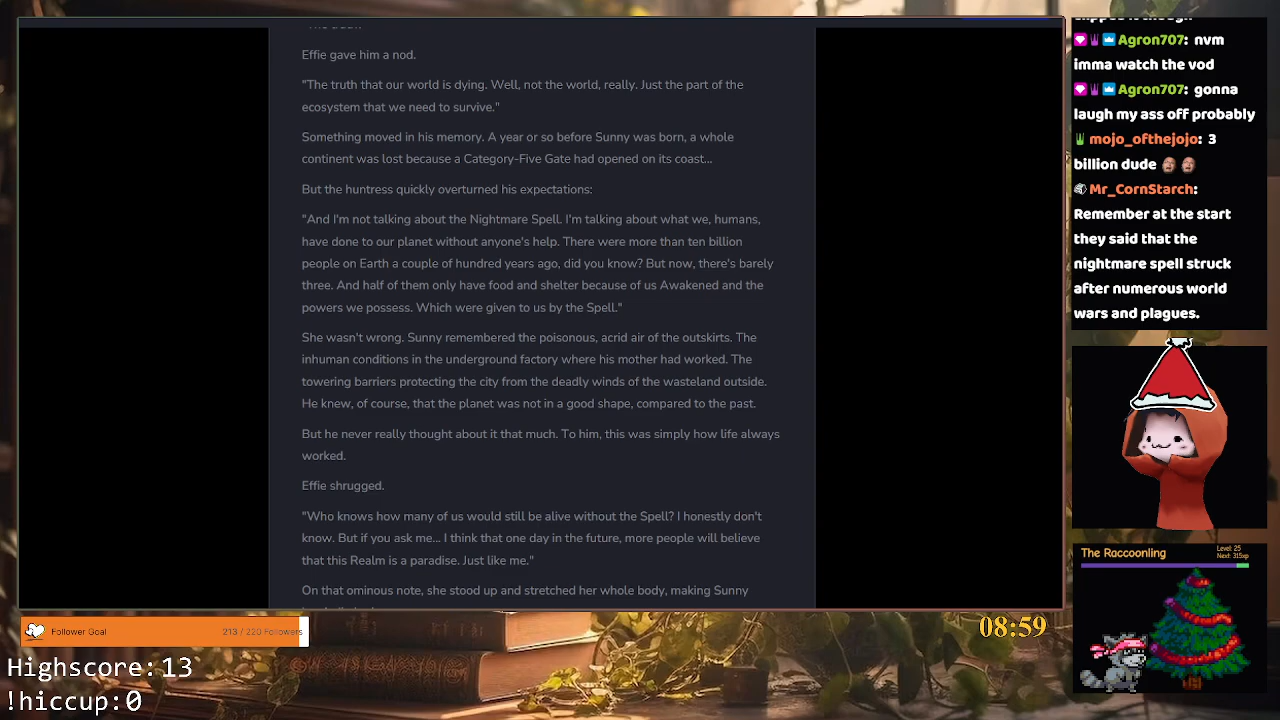 Effie gave him a nod.
"The truth that our world is dying. Well, not the world, really. Just the part of the
ecosystem that we need to survive."
Something moved in his memory. A year or so before Sunny was born, a whole
continent was lost because a Category-Five Gate had opened on its coast...
But the huntress quickly overturned his expectations:
"And I'm not talking about the Nightmare Spell. I'm talking about what we, humans,
have done to our planet without anyone's help. There were more than ten billion
people on Earth a couple of hundred years ago, did you know? But now, there's barely
three. And half of them only have food and shelter because of us Awakened and the
powers we possess. Which were given to us by the Spell."
She wasn't wrong. Sunny remembered the poisonous, acrid air of the outskirts. The
inhuman conditions in the underground factory where his mother had worked. The
towering barriers protecting the city from the deadly winds of the wasteland outside.
He knew, of course, that the planet was not in a good shape, compared to the past.
But he never really thought about it that much. To him, this was simply how life always
worked.
Effie shrugged.
"Who knows how many of us would still be alive without the Spell? I honestly don't
know. But if you ask me... I think that one day in the future, more people will believe
that this Realm is a paradise. Just like me."
On that ominous note, she stood up and stretched her whole body, making Sunny
Agron707: nvm
imma watch the vod
Agron707: gonna
laugh my ass off probably
mojo_ofthejojo: 3
billion dude
Mr_CornStarch:
Remember at the start
they said that the
nightmare spell struck
after numerous world
wars and plagues.
The Raccoonling
Level: 25
Next: 315xp
Follower Goal
213 / 220 Followers
08:59
Highscore:13
!hiccup:0